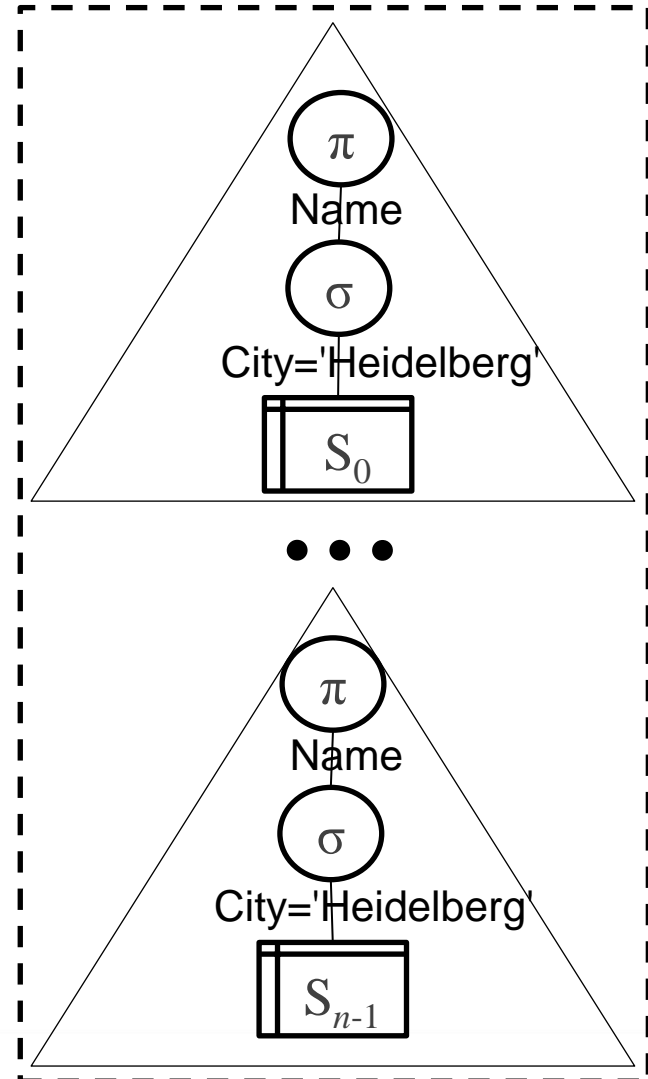 π
Name
σ
City='Heidelberg'
S₀
• • •
π
Name
σ
City='Heidelberg'
Sₙ₋₁